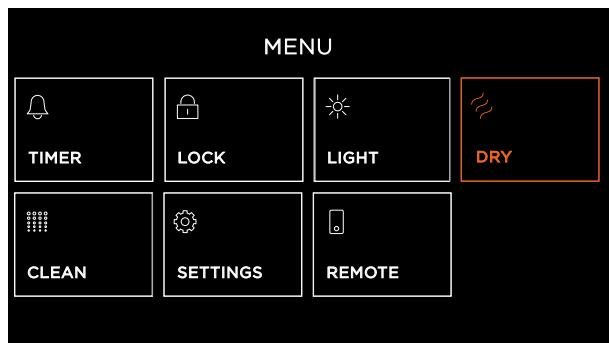 MENU
TIMER
LOCK
LIGHT
DRY
CLEAN
SETTINGS
REMOTE